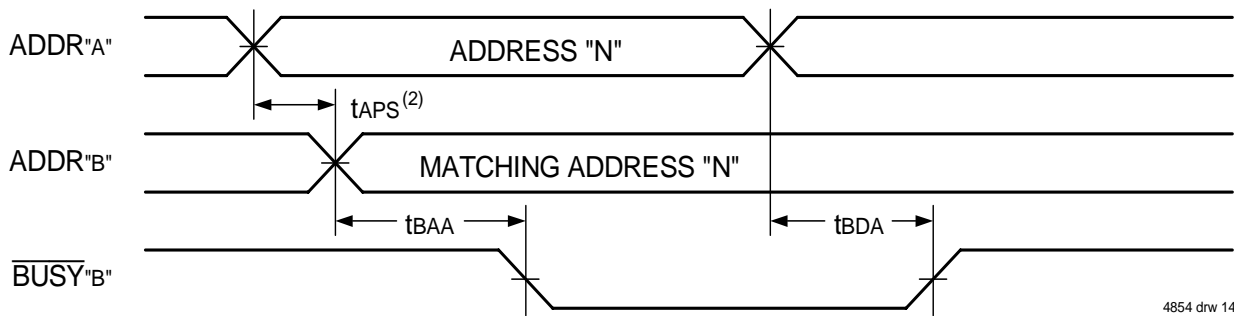 ADDR"A"
ADDRESS "N"
tAPS(2)
ADDR"B"
MATCHING ADDRESS "N"
tBAA
tBDA
BUSY"B"
4854 drw 14